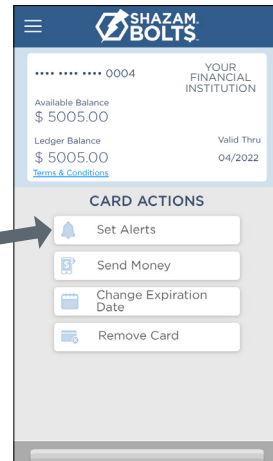 SHAZAM.
BOLT$.
•••• •••• •••• 0004
YOUR
FINANCIAL
INSTITUTION
Available Balance
$ 5005.00
Ledger Balance
Valid Thru
$ 5005.00
04/2022
Terms & Conditions
CARD ACTIONS
Set Alerts
Send Money
Change Expiration
Date
Remove Card